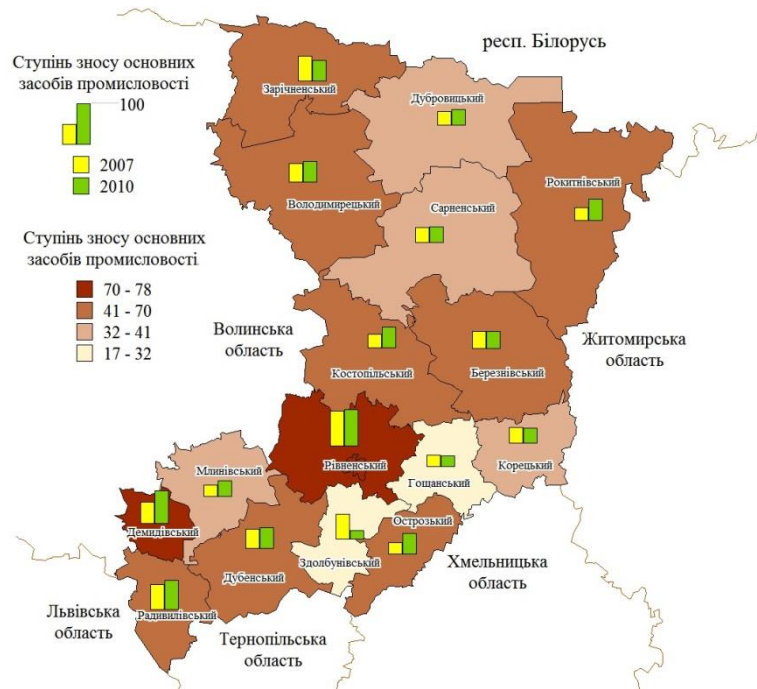 респ. Білорусь
Ступінь зносу основних
засобів промисловості
100
2007
2010
Ступінь зносу основних
засобів промисловості
70 - 78
41 - 70
32 - 41
17 - 32
Зарічненський
Дубровицький
Володимирецький
Рокитнівський
Сарненський
Волинська
область
Житомирська
область
Костопільський
Березнівський
Рівненський
Млинівський
Гощанський
Корецький
Демидівський
Острозький
Здолбунівський
Дубенський
Хмельницька
область
Радивилівський
Львівська
область
Тернопільська
область